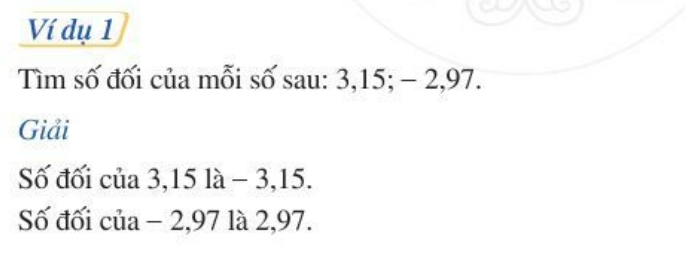 Ví dụ 1
Tìm số đối của mỗi số sau: 3,15; – 2,97.
Giải
Số đối của 3,15 là – 3,15.
Số đối của – 2,97 là 2,97.